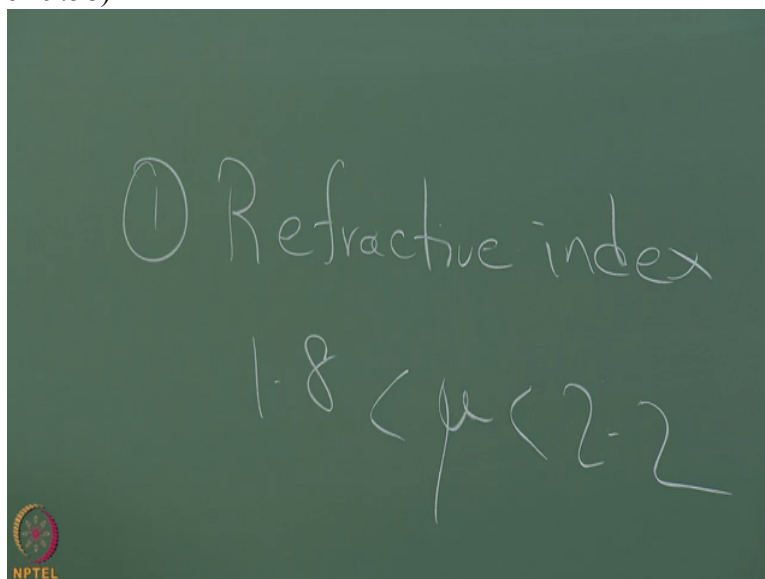 ① Refractive index
1.8 < μ < 2.2
NPTEL